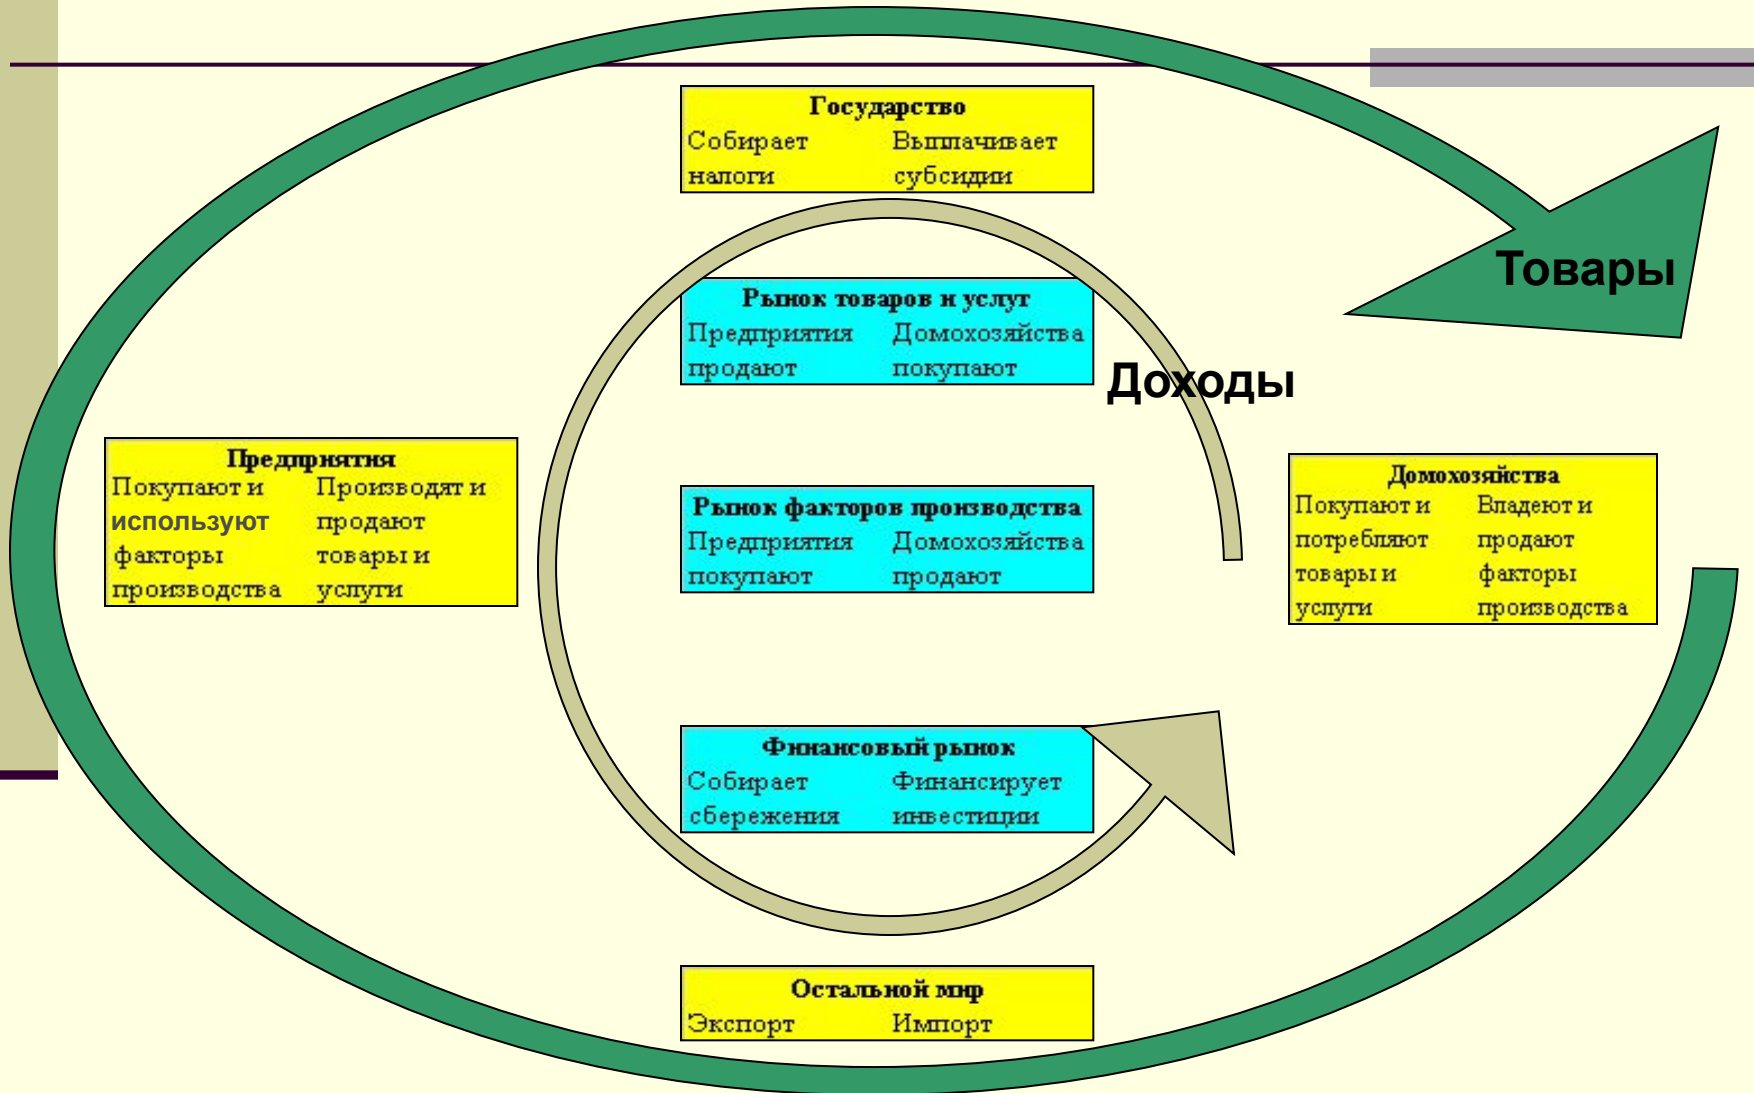 Государство
Собирает Выплачивает
налоги субсидии
Товары
Рынок товаров и услуг
Предприятия Домохозяйства
продают покупают
Доходы
Предприятия
Покупают и Производят и
используют продают
факторы товары и
производства услуги
Рынок факторов производства
Предприятия Домохозяйства
покупают продают
Домохозяйства
Покупают и Владеют и
потребляют продают
товары и факторы
услуги производства
Финансовый рынок
Собирает Финансирует
сбережения инвестиции
Остальной мир
Экспорт Импорт